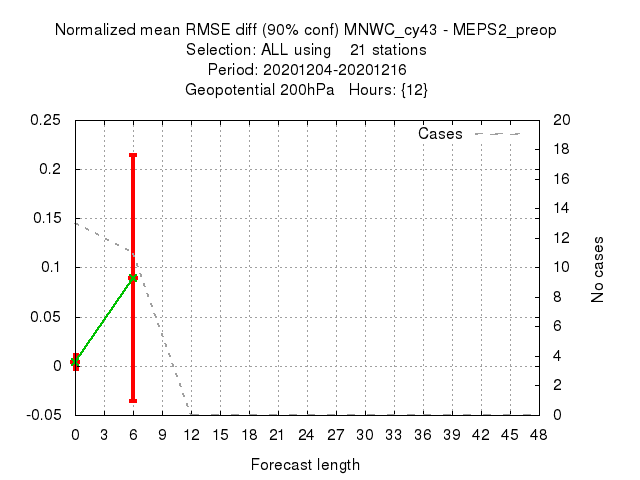 Normalized mean RMSE diff (90% conf) MNWC_cy43 - MEPS2_preop
Selection: ALL using 21 stations
Period: 20201204-20201216
Geopotential 200hPa Hours: {12}
Cases
0.25
0.2
0.15
0.1
0.05
0
-0.05
20
18
16
14
12
10
8
6
4
2
0
No cases
0 3 6 9 12 15 18 21 24 27 30 33 36 39 42 45 48
Forecast length